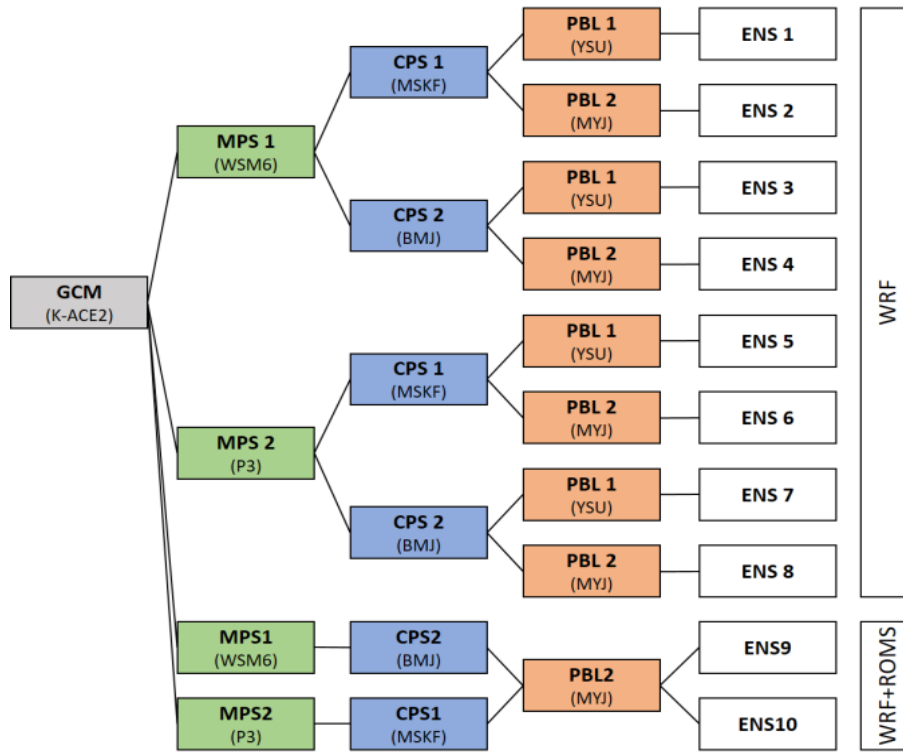 GCM
(K-ACE2)
MPS 1
(WSM6)
MPS 2
(P3)
MPS1
(WSM6)
MPS2
(P3)
CPS 1
(MSKF)
CPS 2
(BMJ)
CPS 1
(MSKF)
CPS 2
(BMJ)
CPS2
(BMJ)
CPS1
(MSKF)
PBL 1
(YSU)
PBL 2
(MYJ)
PBL 1
(YSU)
PBL 2
(MYJ)
PBL 1
(YSU)
PBL 2
(MYJ)
PBL 1
(YSU)
PBL 2
(MYJ)
PBL2
(MYJ)
ENS 1
ENS 2
ENS 3
ENS 4
ENS 5
ENS 6
ENS 7
ENS 8
ENS9
ENS10
WRF
WRF+ROMS